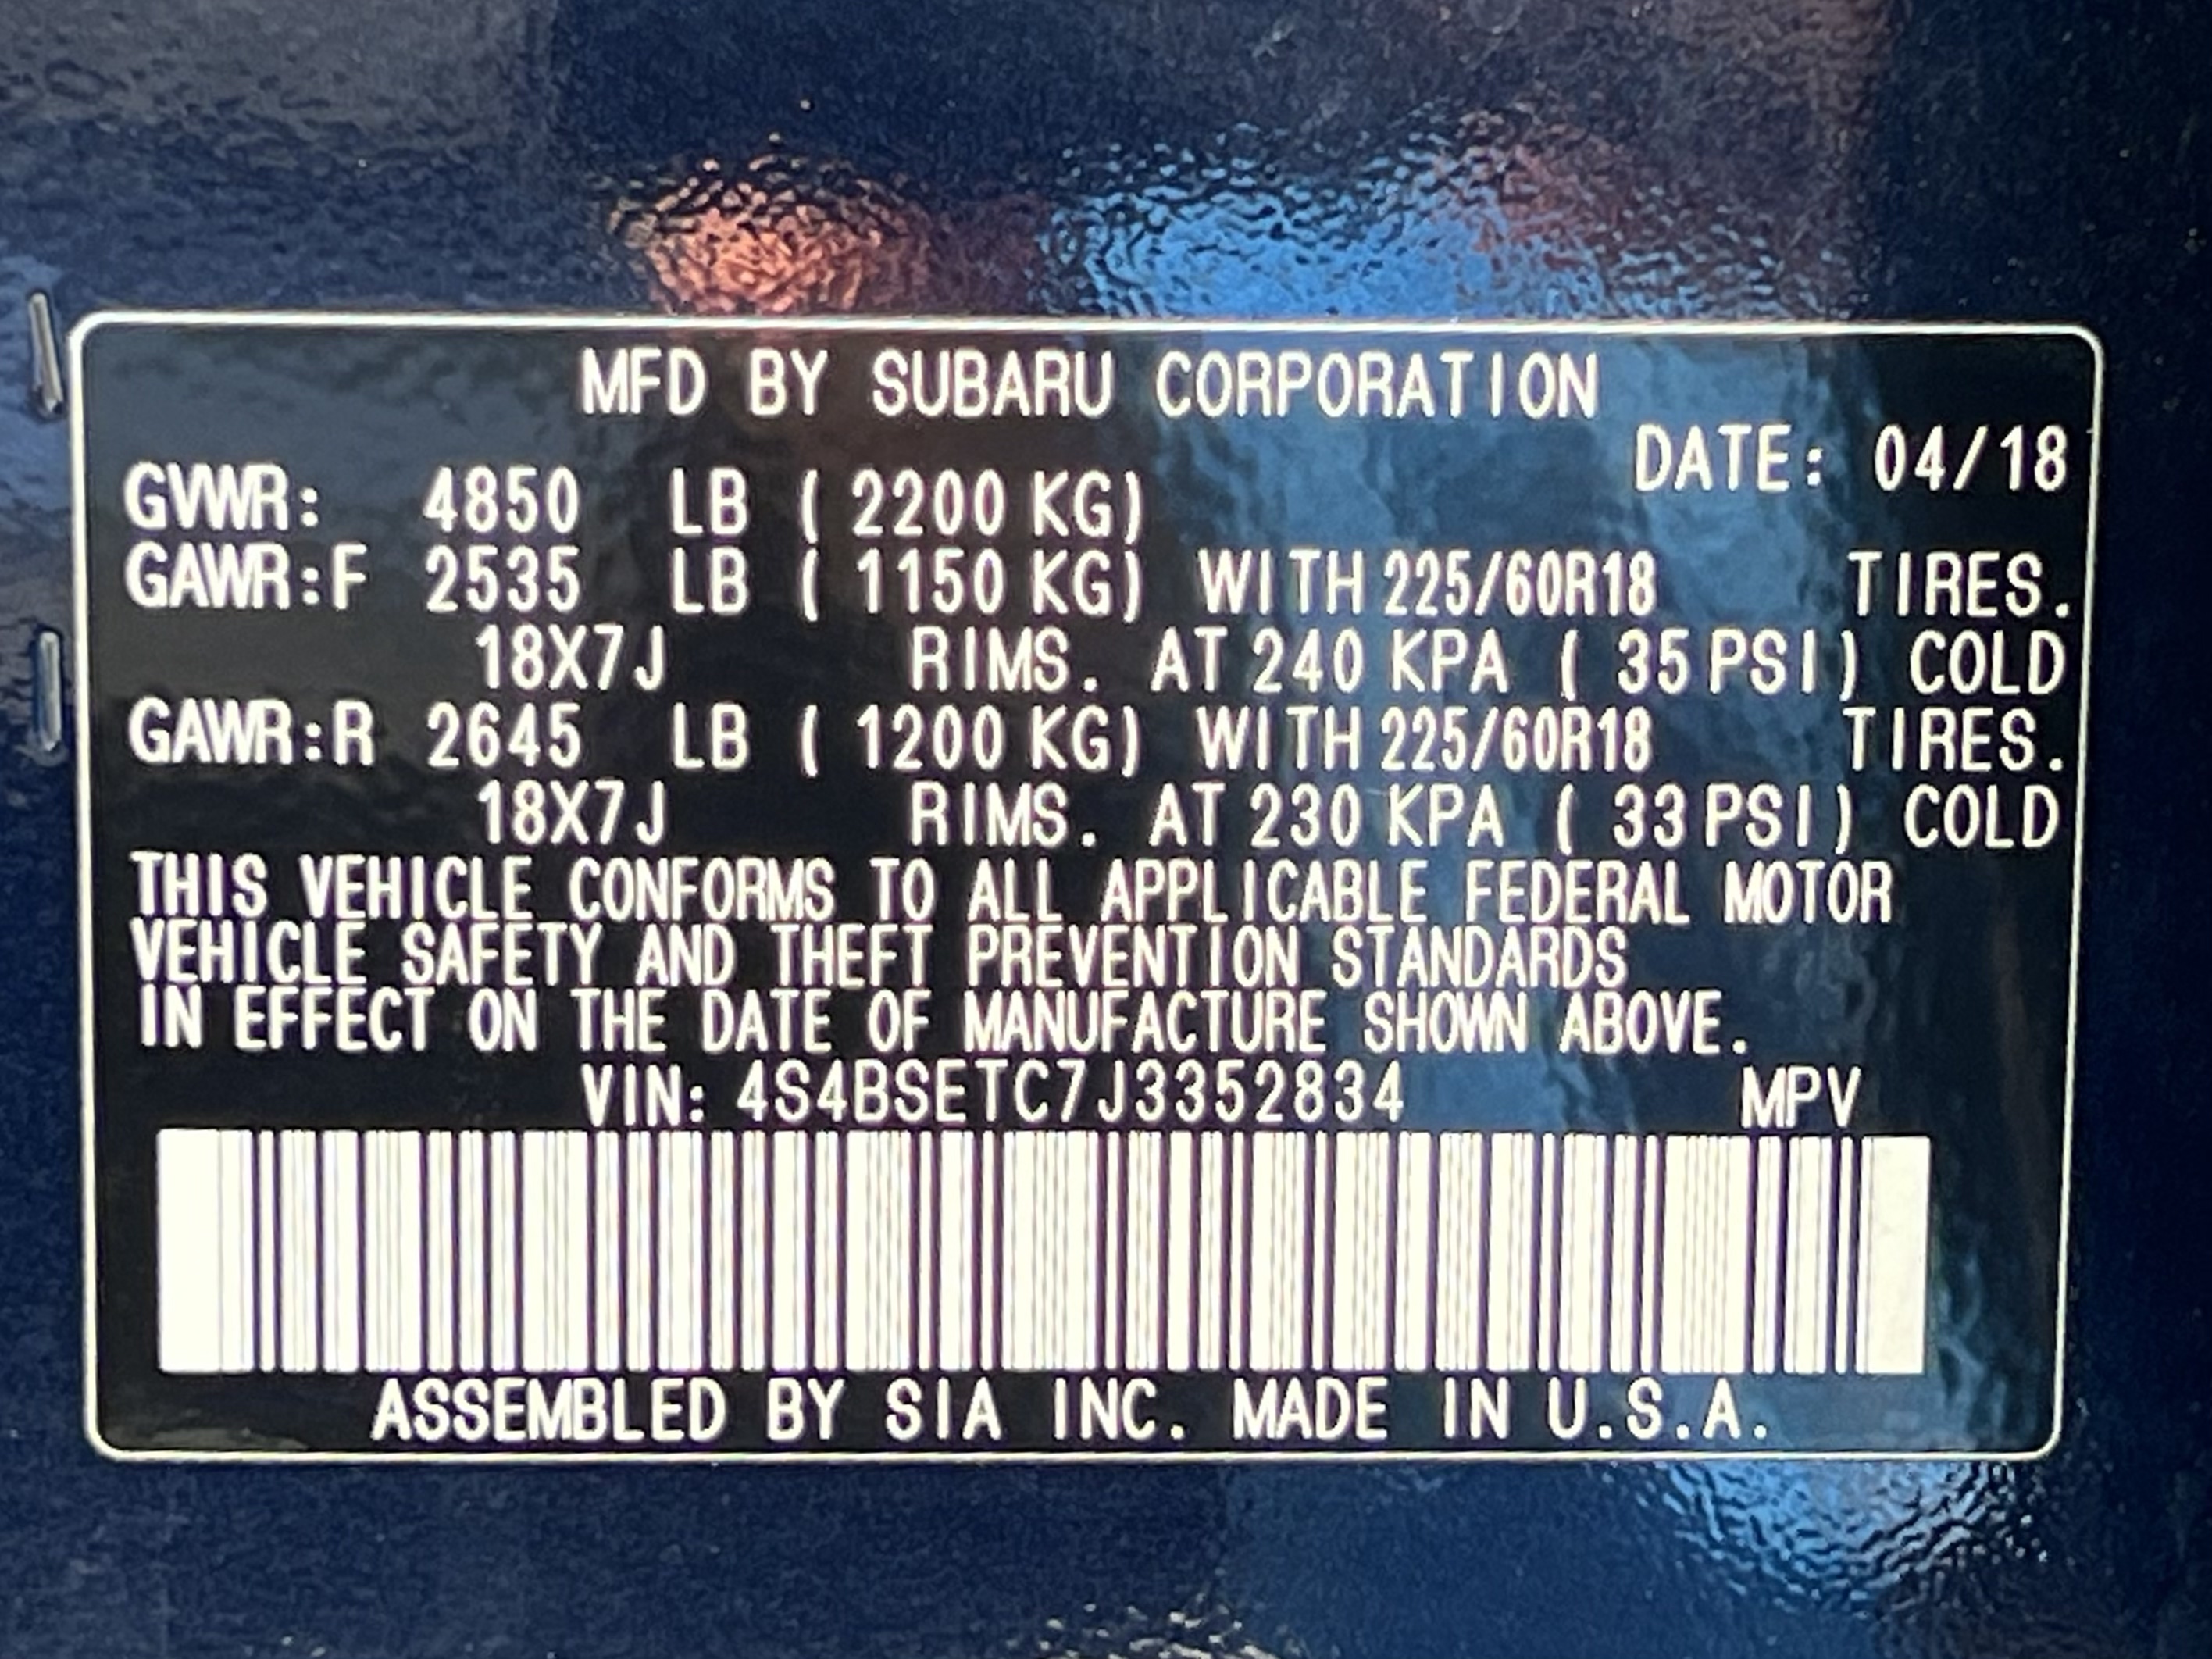 MFD BY SUBARU CORPORATION
DATE: 04/18
GVWR: 4850 LB ( 2200 KG)
GAWR:F 2535 LB ( 1150 KG) WITH 225/60R18 TIRES.
18X7J RIMS. AT 240 KPA ( 35 PSI) COLD
GAWR:R 2645 LB ( 1200 KG) WITH 225/60R18 TIRES.
18X7J RIMS. AT 230 KPA ( 33 PSI) COLD
THIS VEHICLE CONFORMS TO ALL APPLICABLE FEDERAL MOTOR
VEHICLE SAFETY AND THEFT PREVENTION STANDARDS
IN EFFECT ON THE DATE OF MANUFACTURE SHOWN ABOVE.
VIN: 4S4BSETC7J3352834 MPV
ASSEMBLED BY SIA INC. MADE IN U.S.A.